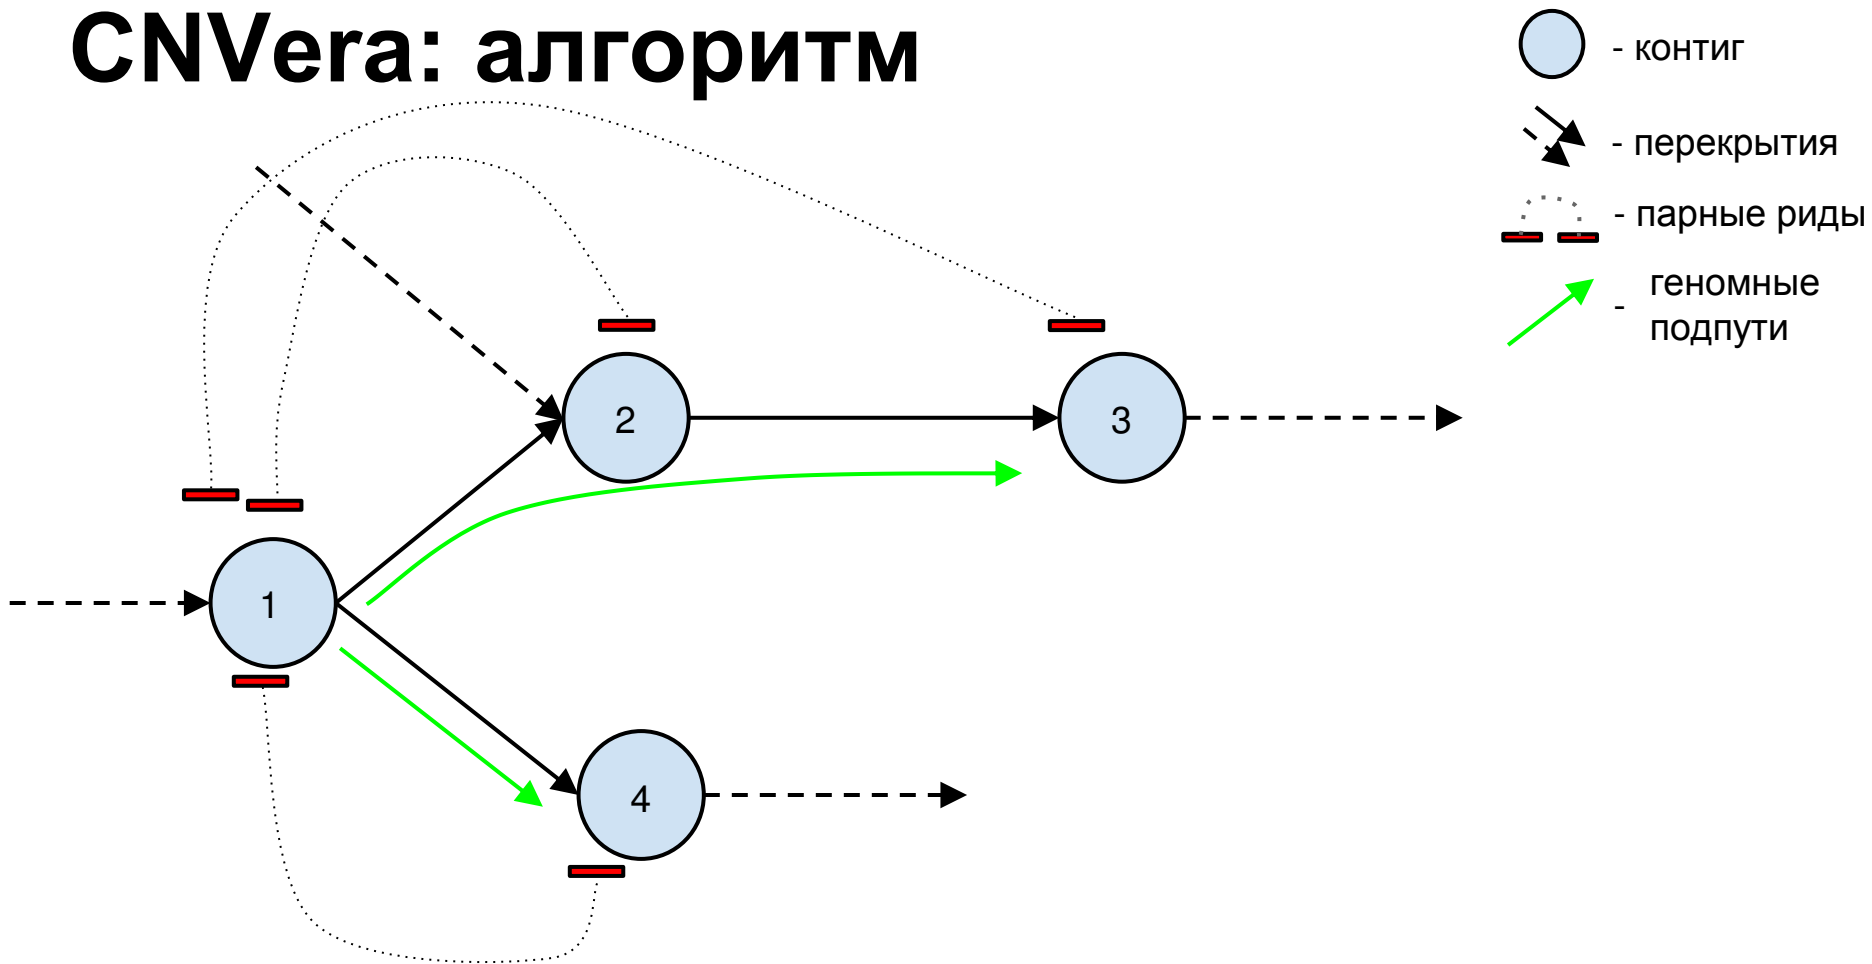 CNVera: алгоритм
- контиг
- перекрытия
- парные риды
- геномные
подпути
2
3
1
4